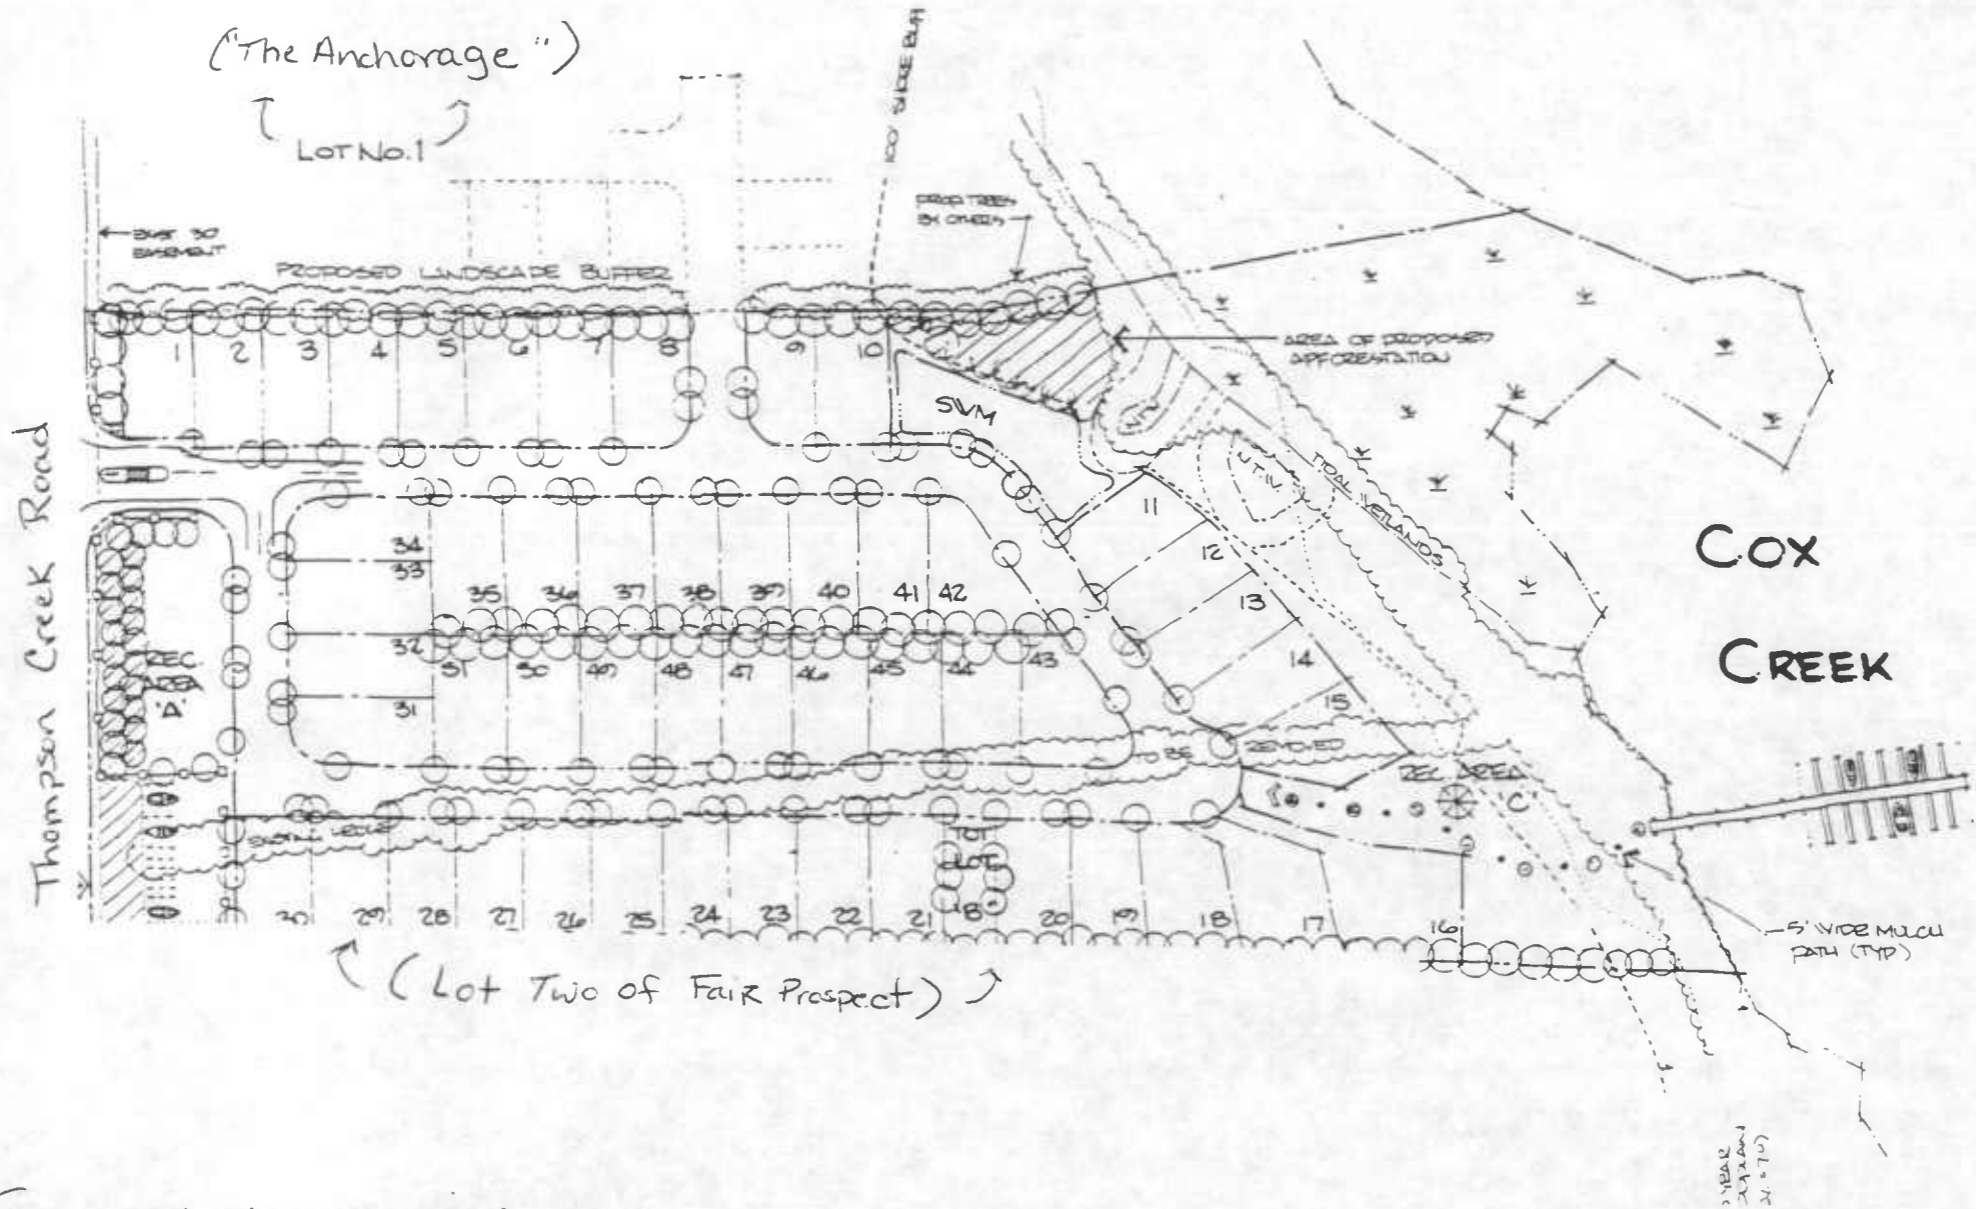 ("The Anchorage")
LOT NO.1
100' SHORE BUFF
PROP. TREES
BY OTHERS
EXIST 30'
EASEMENT
PROPOSED LANDSCAPE BUFFER
AREA OF PROPOSED
AFFORESTATION
1 2 3 4 5 6 7 8 9 10
SWM
Thompson Creek Road
11
UTIV
TIDAL WETLANDS
12
COX
CREEK
34
33
35 36 37 38 39 40 41 42
13
32
51 50 49 48 47 46 45 44 43
14
REC.
AREA
'A'
31
15
TO BE REMOVED
REC AREA
'C'
TOT
LOT
'B'
30 29 28 27 26 25 24 23 22 21 20 19 18 17 16
5' WIDE MULCH
PATH (TYP)
(Lot Two of Fair Prospect)
YEAR